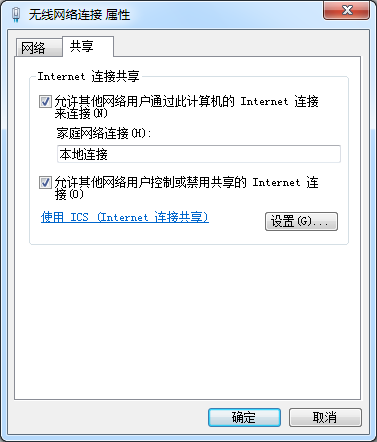 无线网络连接 属性
网络
共享
Internet 连接共享
允许其他网络用户通过此计算机的 Internet 连接
来连接(N)
家庭网络连接(H):
本地连接
允许其他网络用户控制或禁用共享的 Internet 连
接(O)
使用 ICS (Internet 连接共享)
设置(G)...
确定
取消